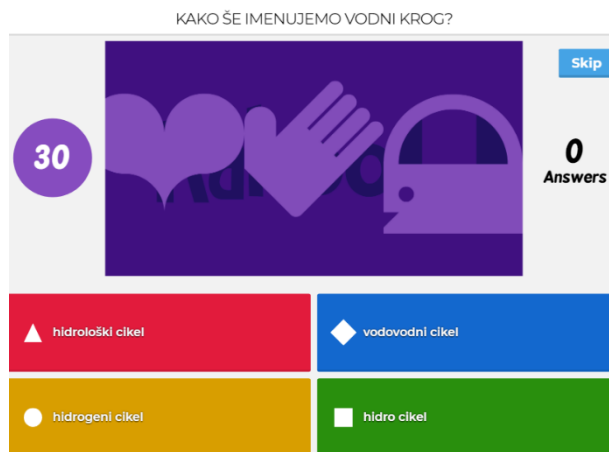 KAKO ŠE IMENUJEMO VODNI KROG?
Skip
30
0
Answers
hidrološki cikel
vodovodni cikel
hidrogeni cikel
hidro cikel